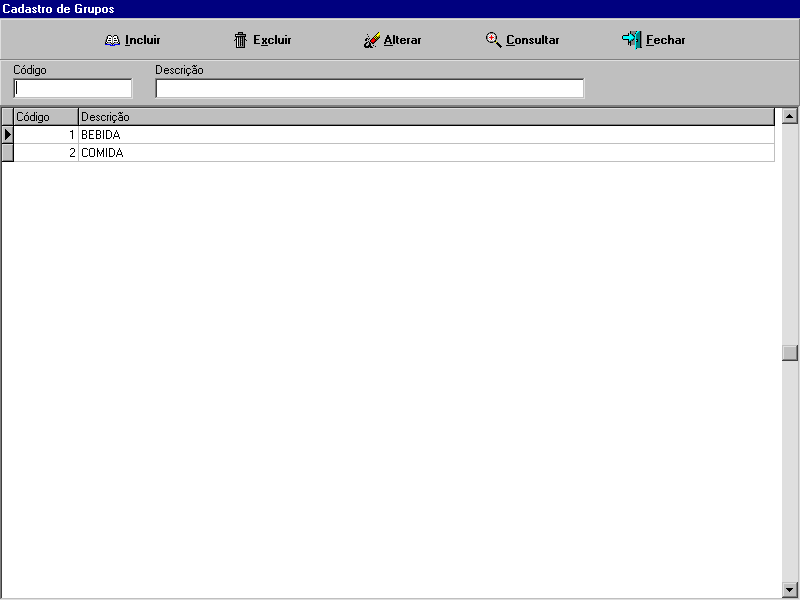 Cadastro de Grupos
Incluir Excluir Alterar Consultar Fechar
Código Descrição
Código Descrição
1 BEBIDA
2 COMIDA